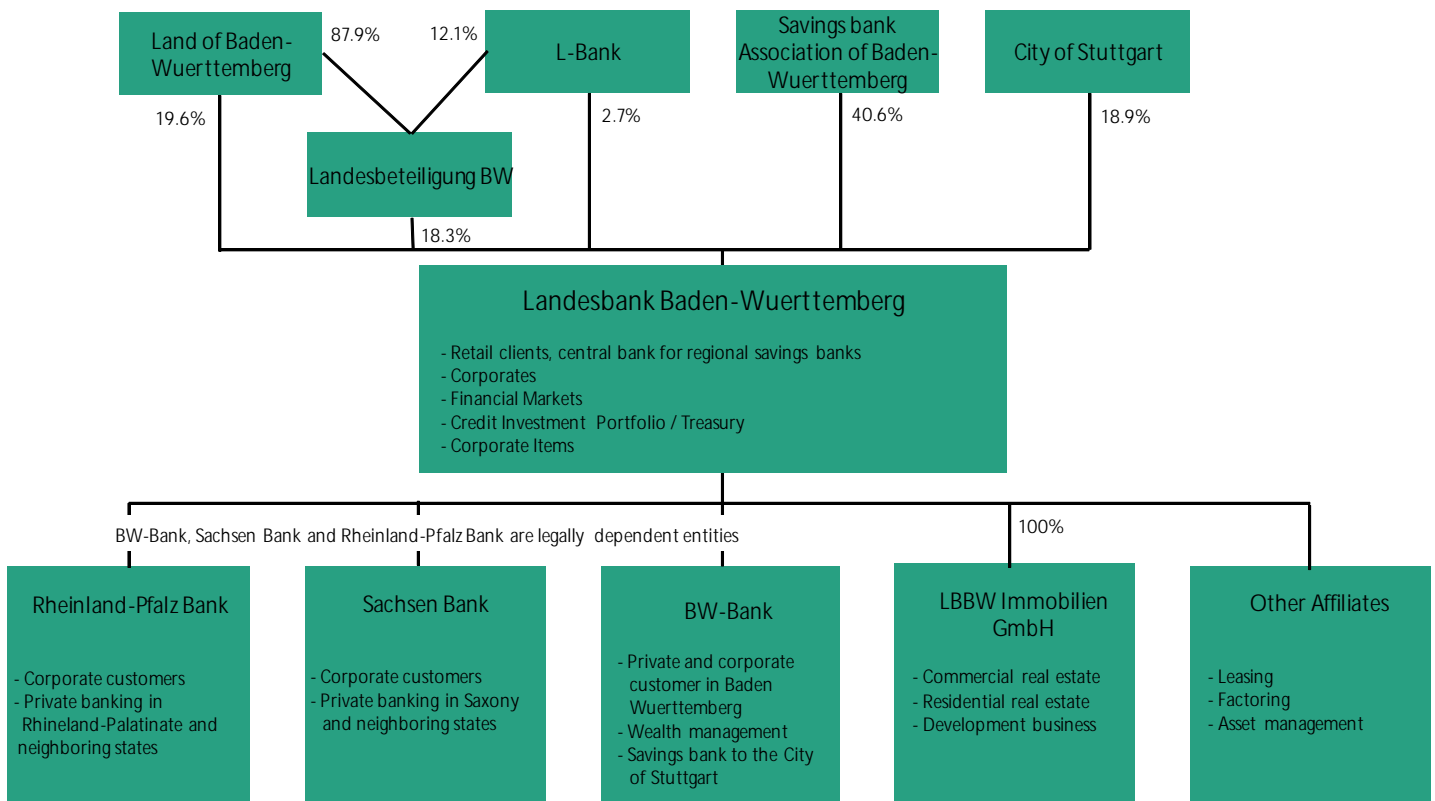 Land of Baden-
Wuerttemberg
87.9%
12.1%
L-Bank
Savings bank
Association of Baden-
Wuerttemberg
City of Stuttgart
19.6%
2.7%
40.6%
18.9%
Landesbeteiligung BW
18.3%
Landesbank Baden-Wuerttemberg
- Retail clients, central bank for regional savings banks
- Corporates
- Financial Markets
- Credit Investment Portfolio / Treasury
- Corporate Items
BW-Bank, Sachsen Bank and Rheinland-Pfalz Bank are legally dependent entities
100%
Rheinland-Pfalz Bank
- Corporate customers
- Private banking in
Rhineland-Palatinate and
neighboring states
Sachsen Bank
- Corporate customers
- Private banking in Saxony
and neighboring states
BW-Bank
- Private and corporate
customer in Baden
Wuerttemberg
- Wealth management
- Savings bank to the City
of Stuttgart
LBBW Immobilien
GmbH
- Commercial real estate
- Residential real estate
- Development business
Other Affiliates
- Leasing
- Factoring
- Asset management